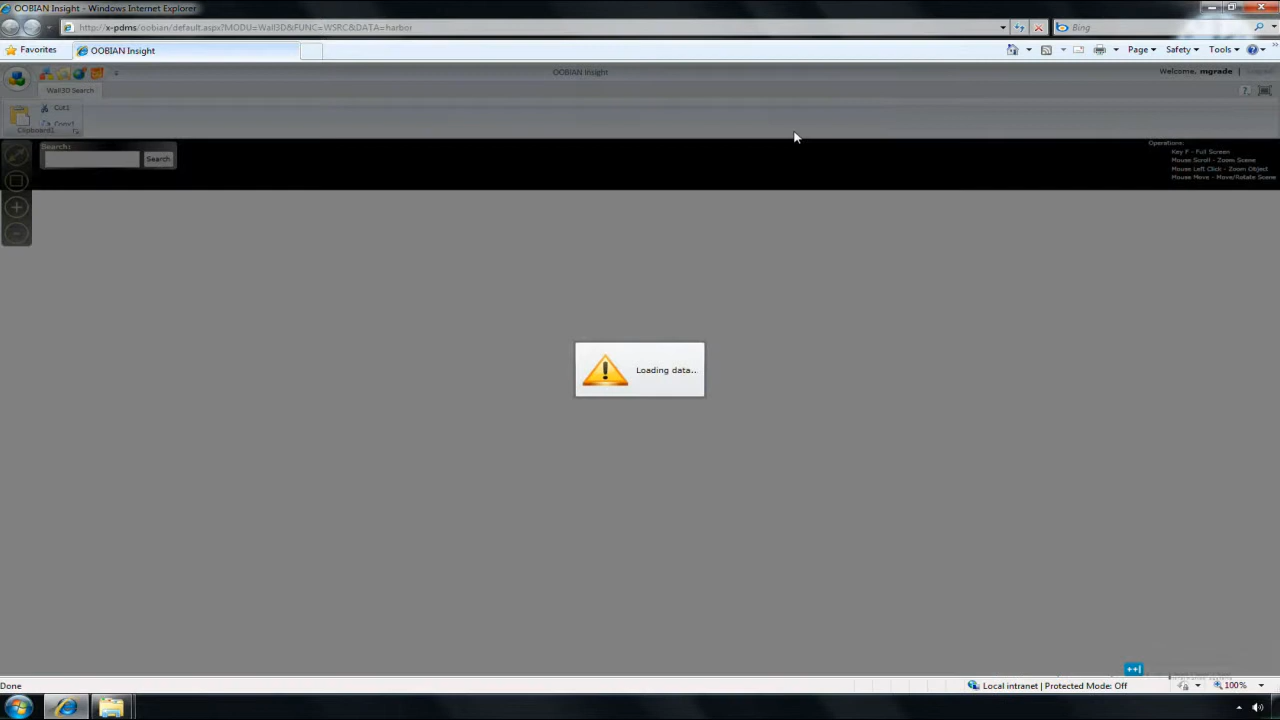 OOBIAN Insight - Windows Internet Explorer
http://x-pdms/oobian/default.aspx?MODU=Wall3D&FUNC=WSRC&DATA=harbor
Bing
Favorites
OOBIAN Insight
Page
Safety
Tools
OOBIAN Insight
Welcome, mgrade |
Wall3D Search
Cut1
Copy1
Clipboard1
Search:
Search
Operations:
Key F - Full Screen
Mouse Scroll - Zoom Scene
Mouse Left Click - Zoom Object
Mouse Move - Move/Rotate Scene
Loading data..
Done
Local intranet | Protected Mode: Off
100%